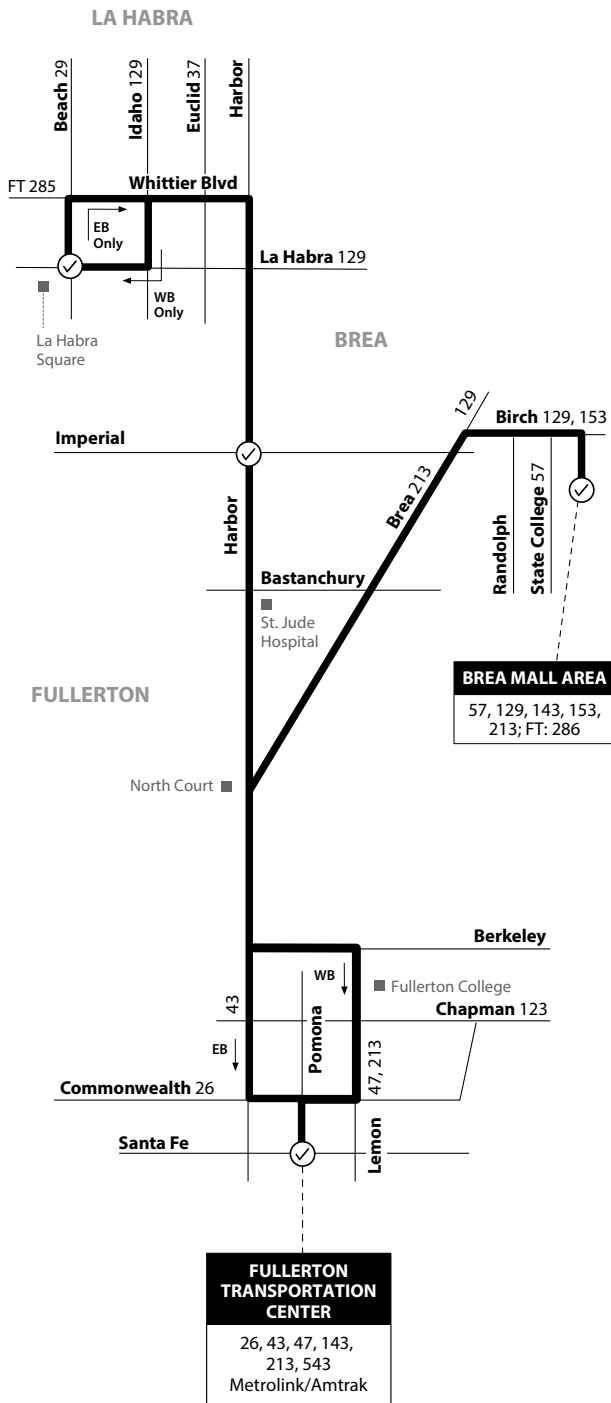 LA HABRA
Beach 29
Idaho 129
Euclid 37
Harbor
FT 285
Whittier Blvd
EB
Only
La Habra 129
WB
Only
La Habra
Square
BREA
129
Birch 129, 153
Imperial
Brea 213
Harbor
Randolph
State College 57
Bastanchury
St. Jude
Hospital
BREA MALL AREA
57, 129, 143, 153,
213; FT: 286
FULLERTON
North Court
Berkeley
WB
Fullerton College
43
Chapman 123
Pomona
EB
47, 213
Commonwealth 26
Santa Fe
Lemon
FULLERTON
TRANSPORTATION
CENTER
26, 43, 47, 143,
213, 543
Metrolink/Amtrak